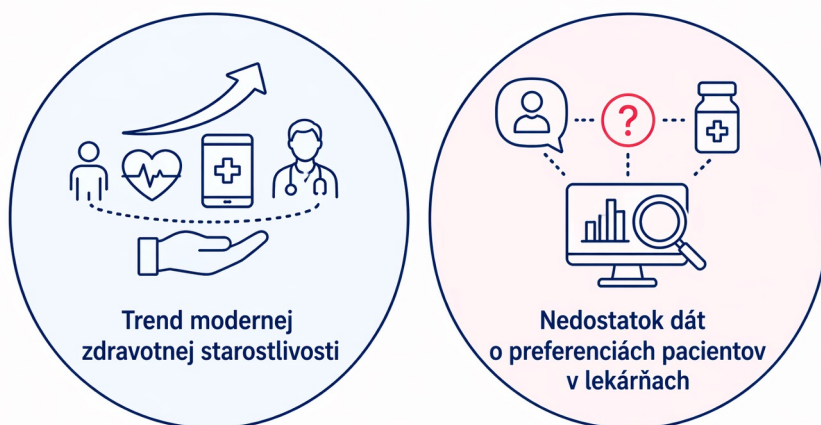 ?
Trend modernej
zdravotnej starostlivosti
Nedostatok dát
o preferenciách pacientov
v lekárňach